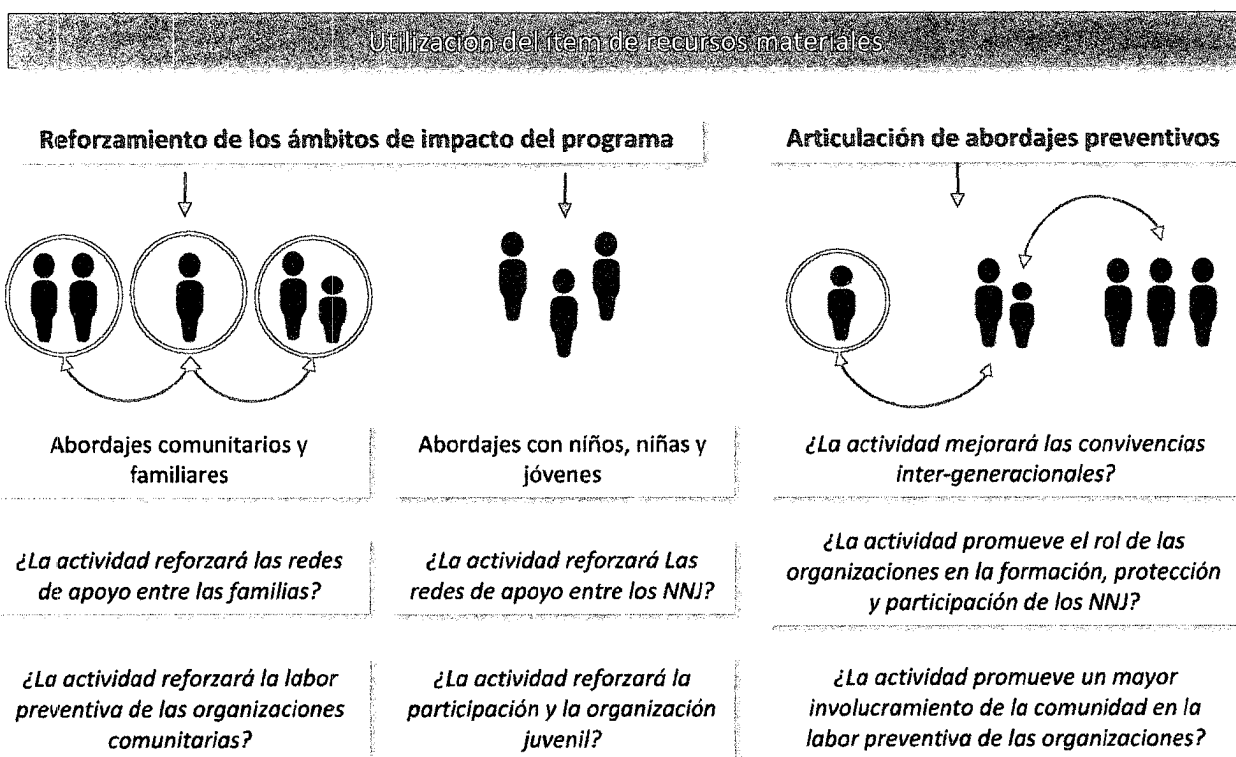 Utilización del ítem de recursos materiales
Reforzamiento de los ámbitos de impacto del programa
Articulación de abordajes preventivos
Abordajes comunitarios y
familiares
¿La actividad reforzará las redes
de apoyo entre las familias?
¿La actividad reforzará la labor
preventiva de las organizaciones
comunitarias?
Abordajes con niños, niñas y
jóvenes
¿La actividad reforzará Las
redes de apoyo entre los NNJ?
¿La actividad reforzará la
participación y la organización
juvenil?
¿La actividad mejorará las convivencias
inter-generacionales?
¿La actividad promueve el rol de las
organizaciones en la formación, protección
y participación de los NNJ?
¿La actividad promueve un mayor
involucramiento de la comunidad en la
labor preventiva de las organizaciones?